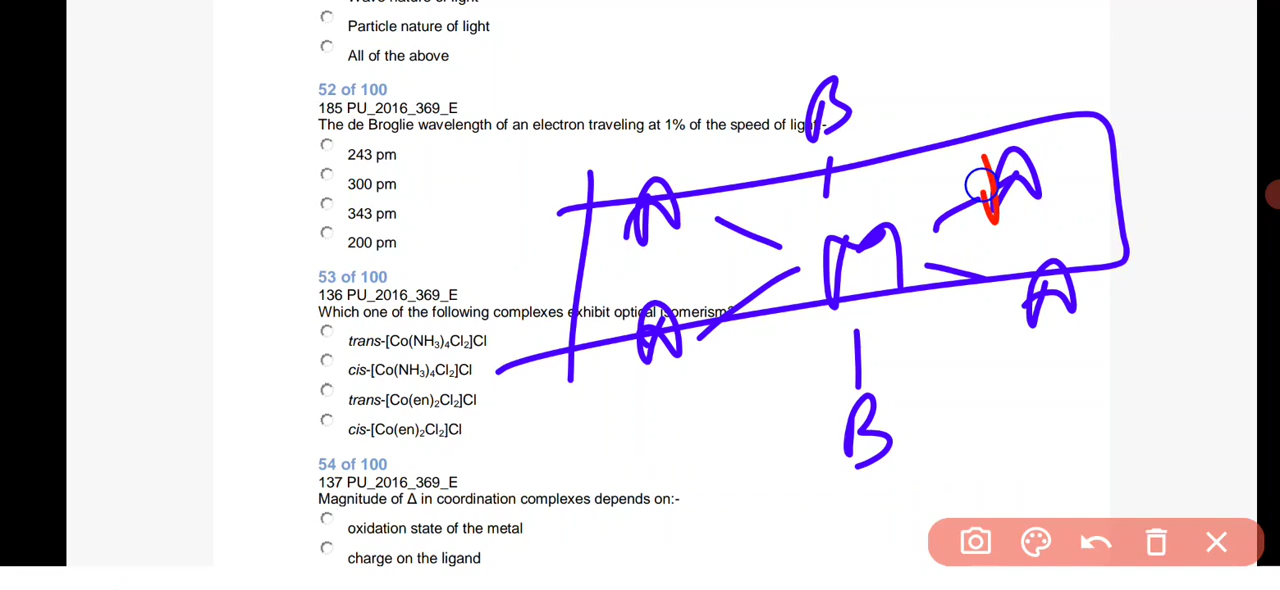 Particle nature of light
All of the above
52 of 100
185 PU_2016_369_E
The de Broglie wavelength of an electron traveling at 1% of the speed of light:-
243 pm
300 pm
343 pm
200 pm
53 of 100
136 PU_2016_369_E
Which one of the following complexes exhibit optical isomerism?
trans-[Co(NH₃)₄Cl₂]Cl
cis-[Co(NH₃)₄Cl₂]Cl
trans-[Co(en)₂Cl₂]Cl
cis-[Co(en)₂Cl₂]Cl
54 of 100
137 PU_2016_369_E
Magnitude of Δ in coordination complexes depends on:-
oxidation state of the metal
charge on the ligand
B
A A
M
A A
B